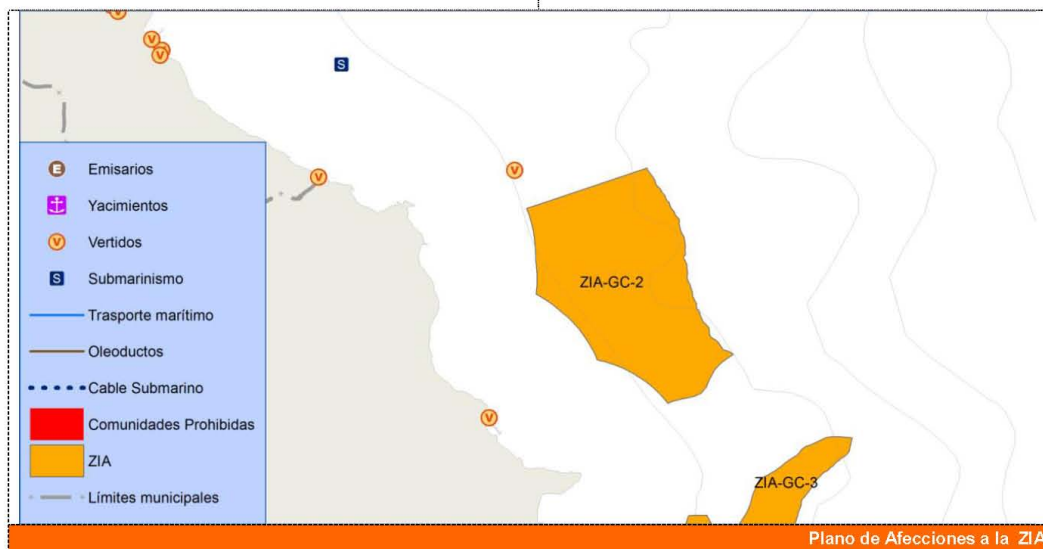 V
V
V
S
V
V
E Emisarios
Yacimientos
V Vertidos
S Submarinismo
Trasporte marítimo
Oleoductos
Cable Submarino
Comunidades Prohibidas
ZIA
Límites municipales
ZIA-GC-2
V
ZIA-GC-3
Plano de Afecciones a la ZIA